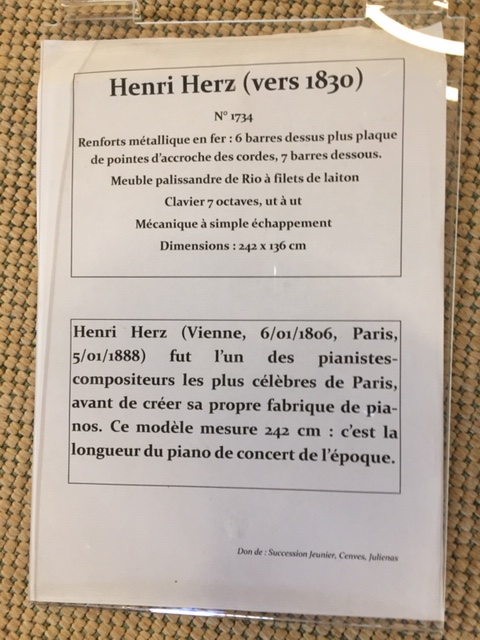 Henri Herz (vers 1830)
N° 1734
Renforts métallique en fer : 6 barres dessus plus plaque
de pointes d'accroche des cordes, 7 barres dessous.
Meuble palissandre de Rio à filets de laiton
Clavier 7 octaves, ut à ut
Mécanique à simple échappement
Dimensions : 242 x 136 cm
Henri Herz (Vienne, 6/01/1806, Paris,
5/01/1888) fut l'un des pianistes-
compositeurs les plus célèbres de Paris,
avant de créer sa propre fabrique de pia-
nos. Ce modèle mesure 242 cm : c'est la
longueur du piano de concert de l'époque.
Don de : Succession Jeunier, Cenves, Julienas